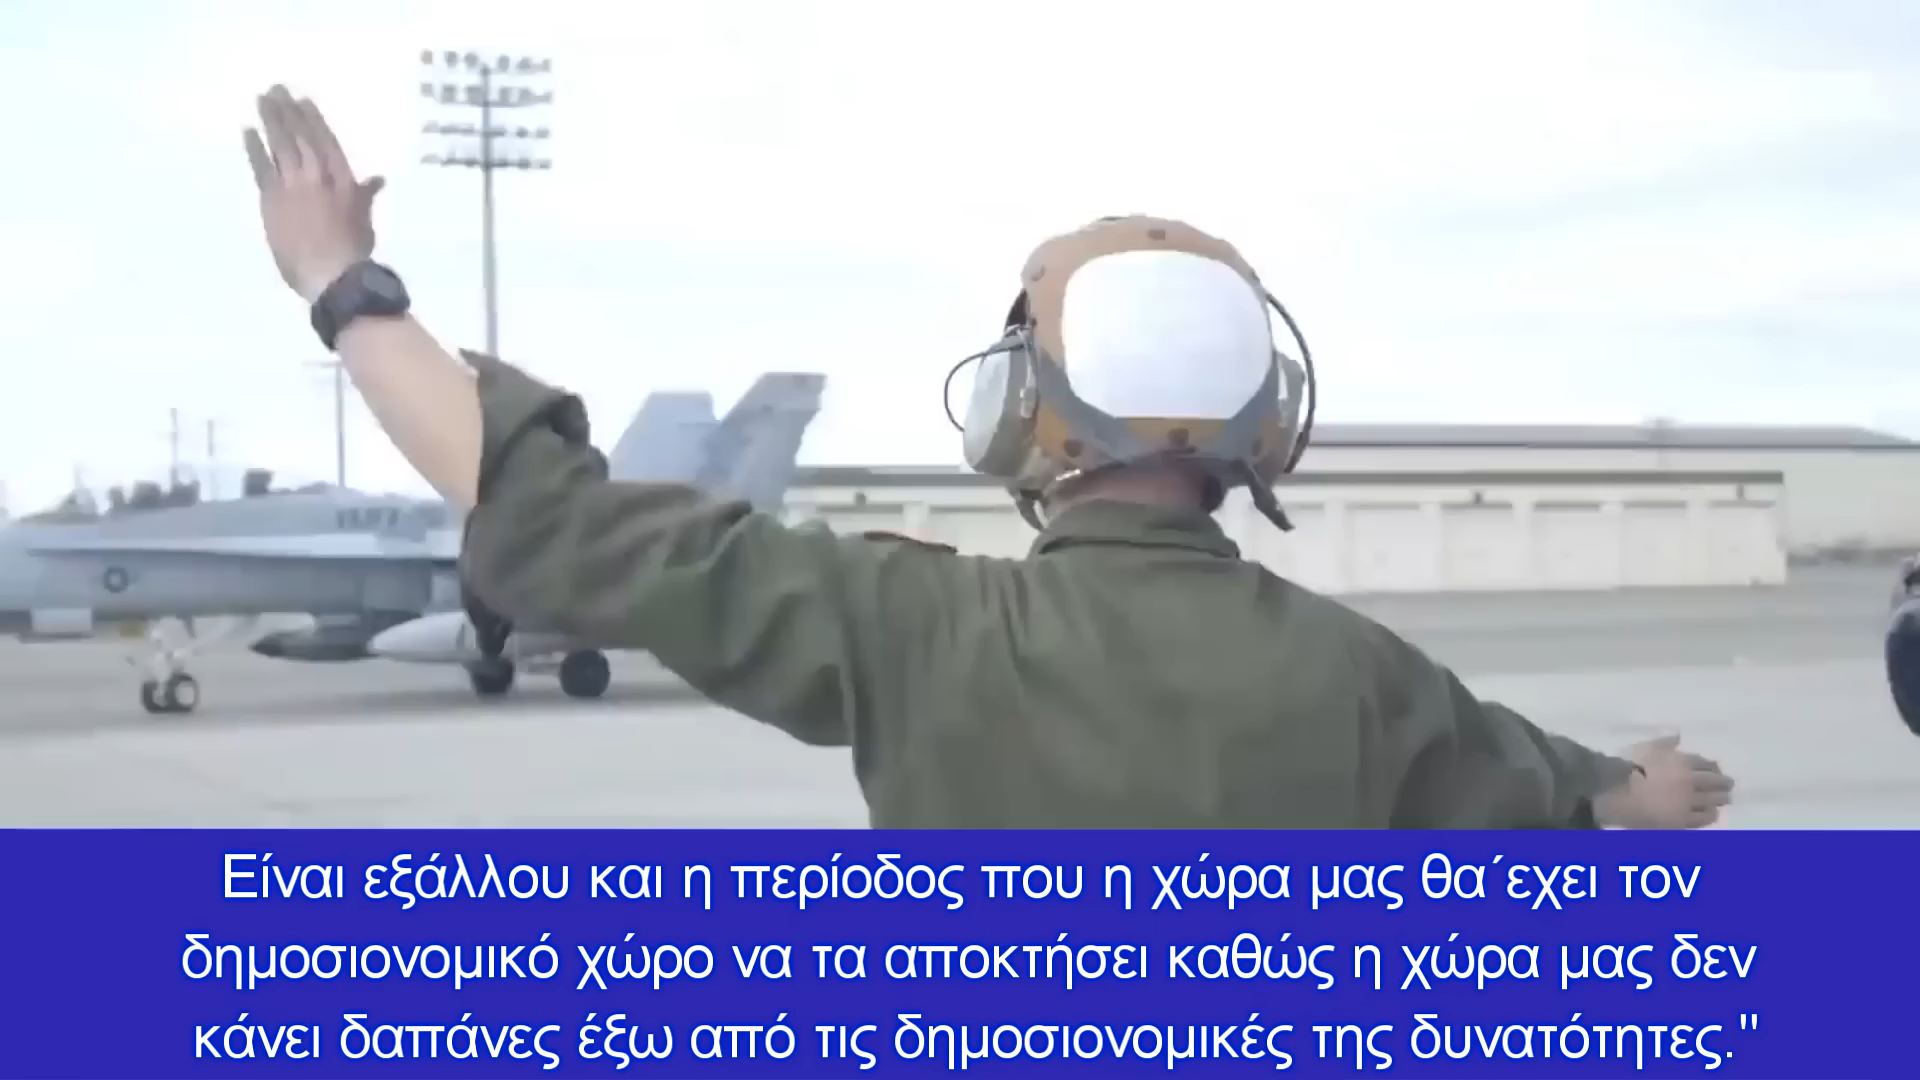 Είναι εξάλλου και η περίοδος που η χώρα μας θα΄εχει τον
δημοσιονομικό χώρο να τα αποκτήσει καθώς η χώρα μας δεν
κάνει δαπάνες έξω από τις δημοσιονομικές της δυνατότητες."